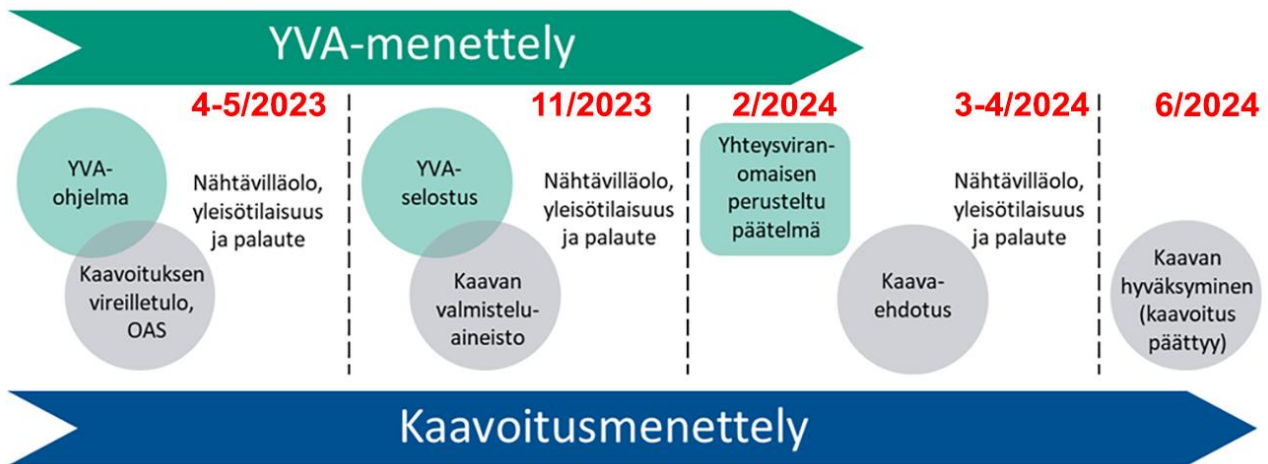 YVA-menettely
4-5/2023
YVA-
ohjelma
Nähtävilläolo,
yleisötilaisuus
ja palaute
Kaavoituksen
vireilletulo,
OAS
11/2023
YVA-
selostus
Nähtävilläolo,
yleisötilaisuus
ja palaute
Kaavan
valmistelu-
aineisto
2/2024
Yhteysviran-
omaisen
perusteltu
päätelmä
3-4/2024
Nähtävilläolo,
yleisötilaisuus
ja palaute
Kaava-
ehdotus
6/2024
Kaavan
hyväksyminen
(kaavoitus
päättyy)
Kaavoitusmenettely